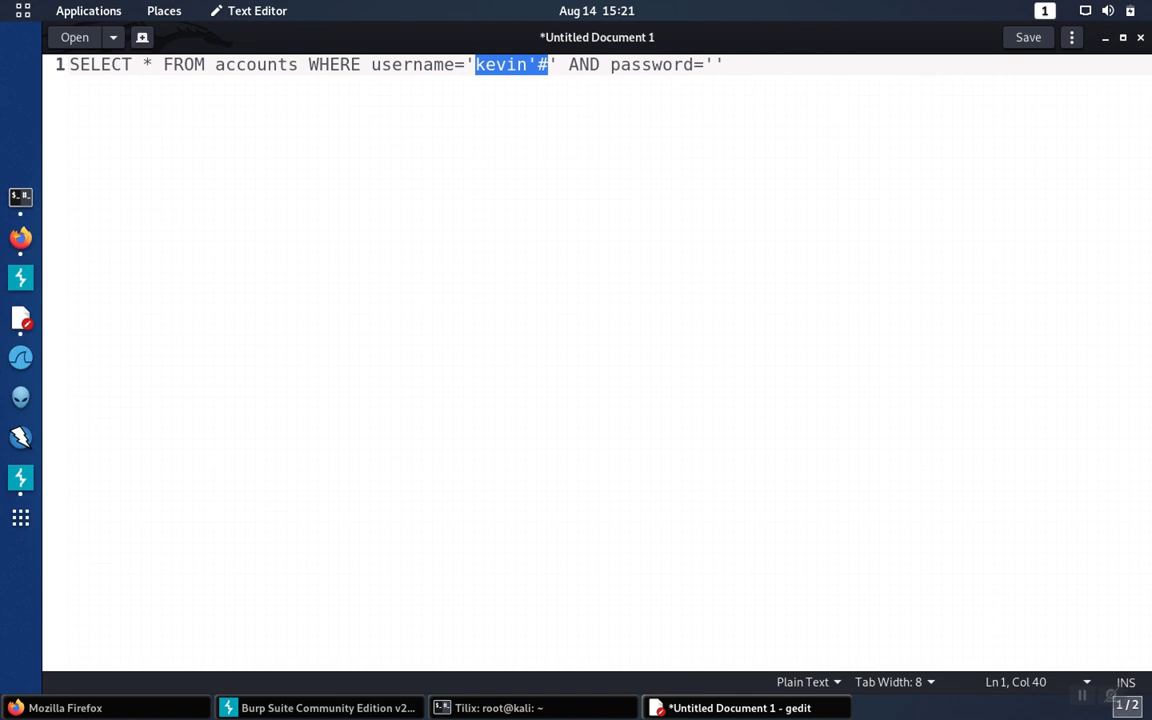 Applications Places Text Editor Aug 14 15:21 1
Open *Untitled Document 1 Save
1 SELECT * FROM accounts WHERE username='kevin'#' AND password=''
Plain Text Tab Width: 8 Ln 1, Col 40 INS
Mozilla Firefox Burp Suite Community Edition v2... Tilix: root@kali: ~ *Untitled Document 1 - gedit 1 / 2